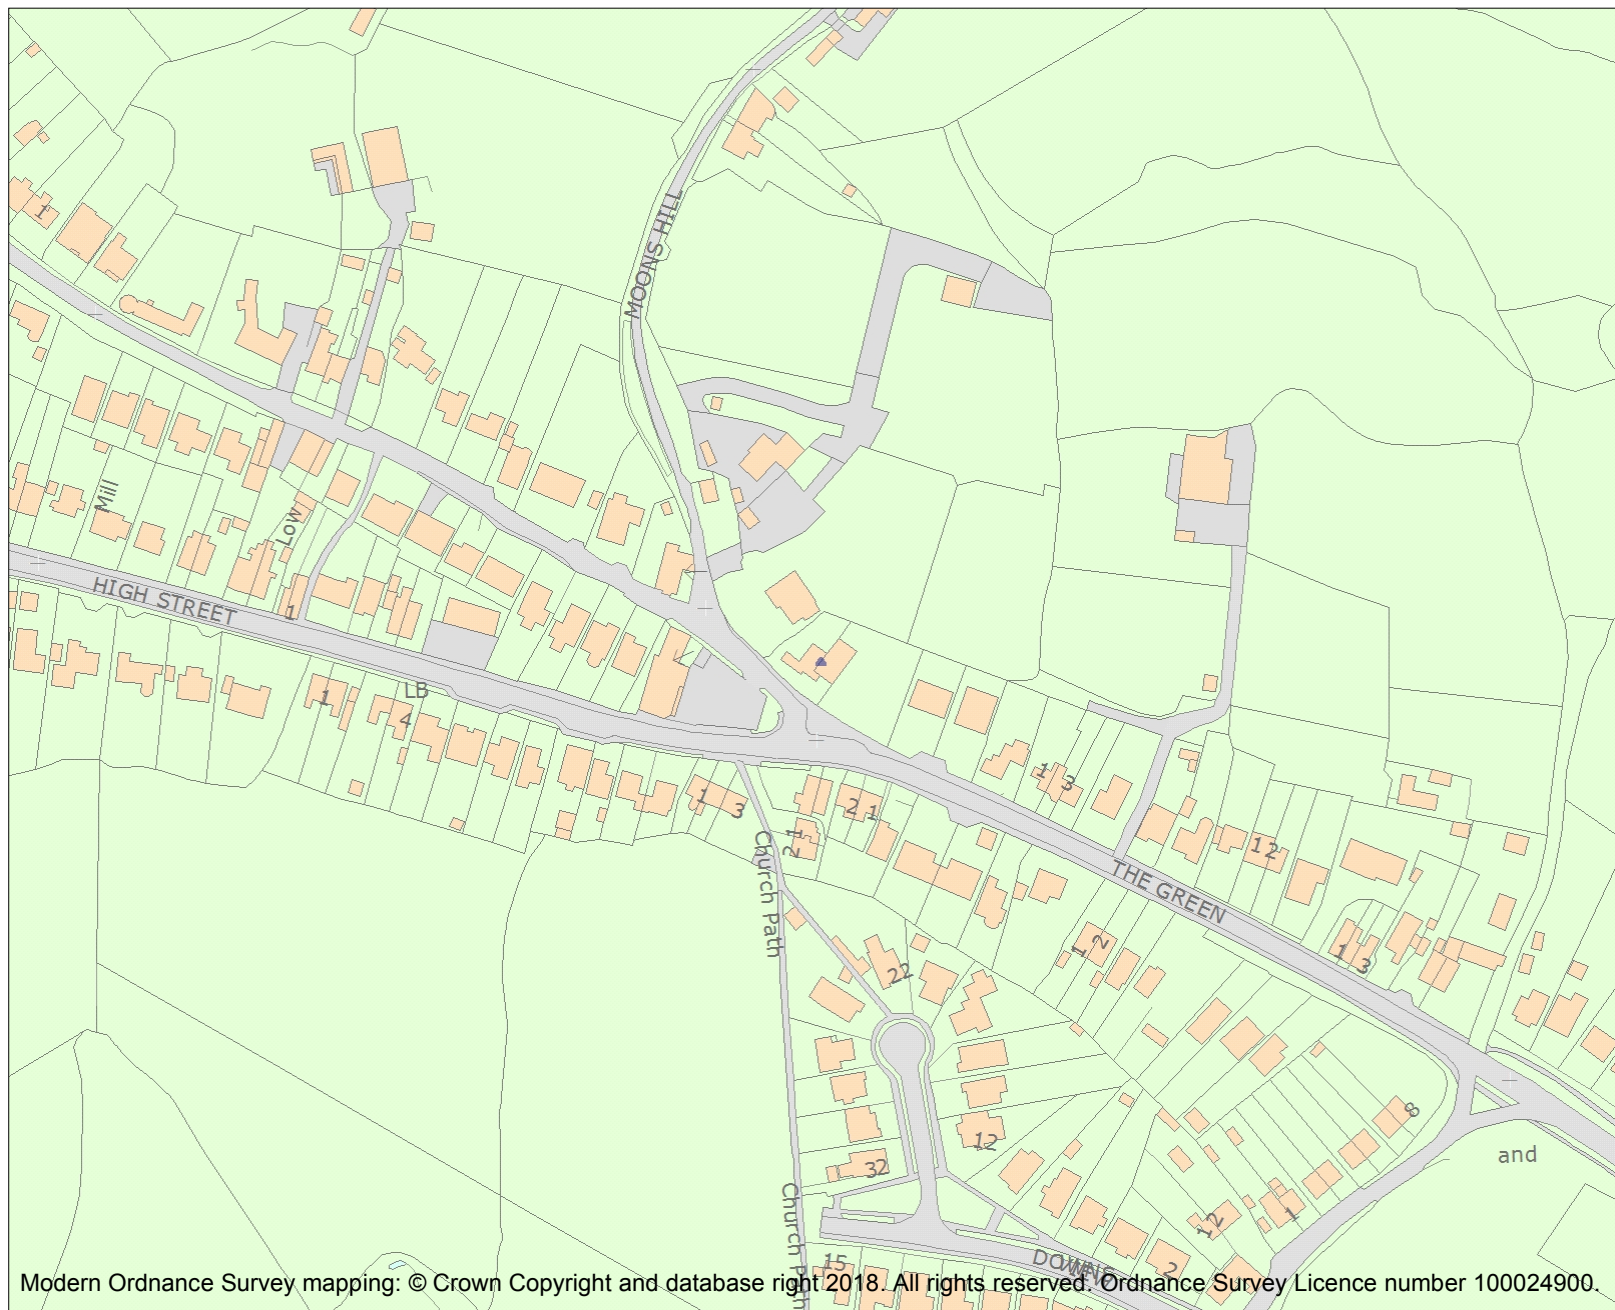 1
MOONS HILL
Mill
Low
HIGH STREET
1
LB
1
4
1
3
1
3
2 1
2 1
Church Path
THE GREEN
1 2
1 2
1
3
22
12
32
8
and
1
12
Church Path
15
2
Modern Ordnance Survey mapping: © Crown Copyright and database right 2018. All rights reserved. Ordnance Survey Licence number 100024900.